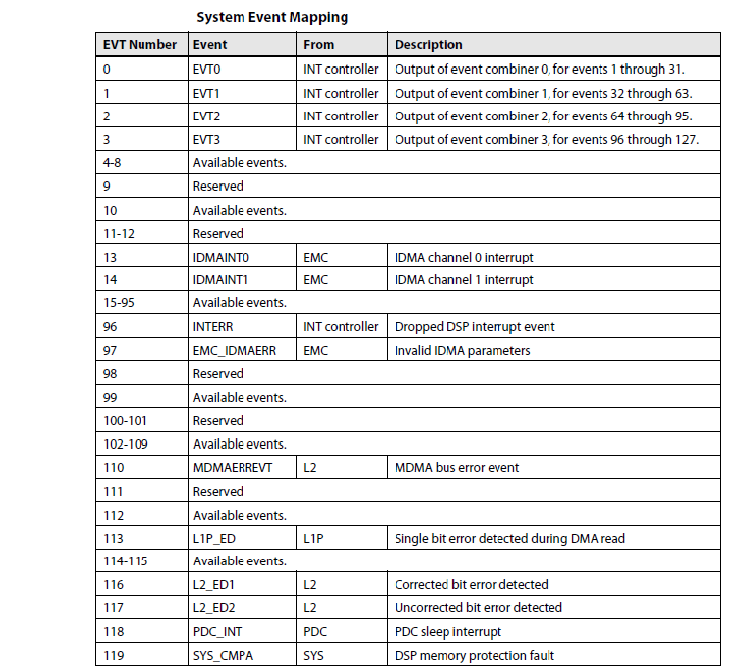 System Event Mapping
EVT Number Event From Description
0 EVT0 INT controller Output of event combiner 0, for events 1 through 31.
1 EVT1 INT controller Output of event combiner 1, for events 32 through 63.
2 EVT2 INT controller Output of event combiner 2, for events 64 through 95.
3 EVT3 INT controller Output of event combiner 3, for events 96 through 127.
4-8 Available events.
9 Reserved
10 Available events.
11-12 Reserved
13 IDMAINT0 EMC IDMA channel 0 interrupt
14 IDMAINT1 EMC IDMA channel 1 interrupt
15-95 Available events.
96 INTERR INT controller Dropped DSP interrupt event
97 EMC_IDMAERR EMC Invalid IDMA parameters
98 Reserved
99 Available events.
100-101 Reserved
102-109 Available events.
110 MDMAERREVT L2 MDMA bus error event
111 Reserved
112 Available events.
113 L1P_ED L1P Single bit error detected during DMA read
114-115 Available events.
116 L2_ED1 L2 Corrected bit error detected
117 L2_ED2 L2 Uncorrected bit error detected
118 PDC_INT PDC PDC sleep interrupt
119 SYS_CMPA SYS DSP memory protection fault